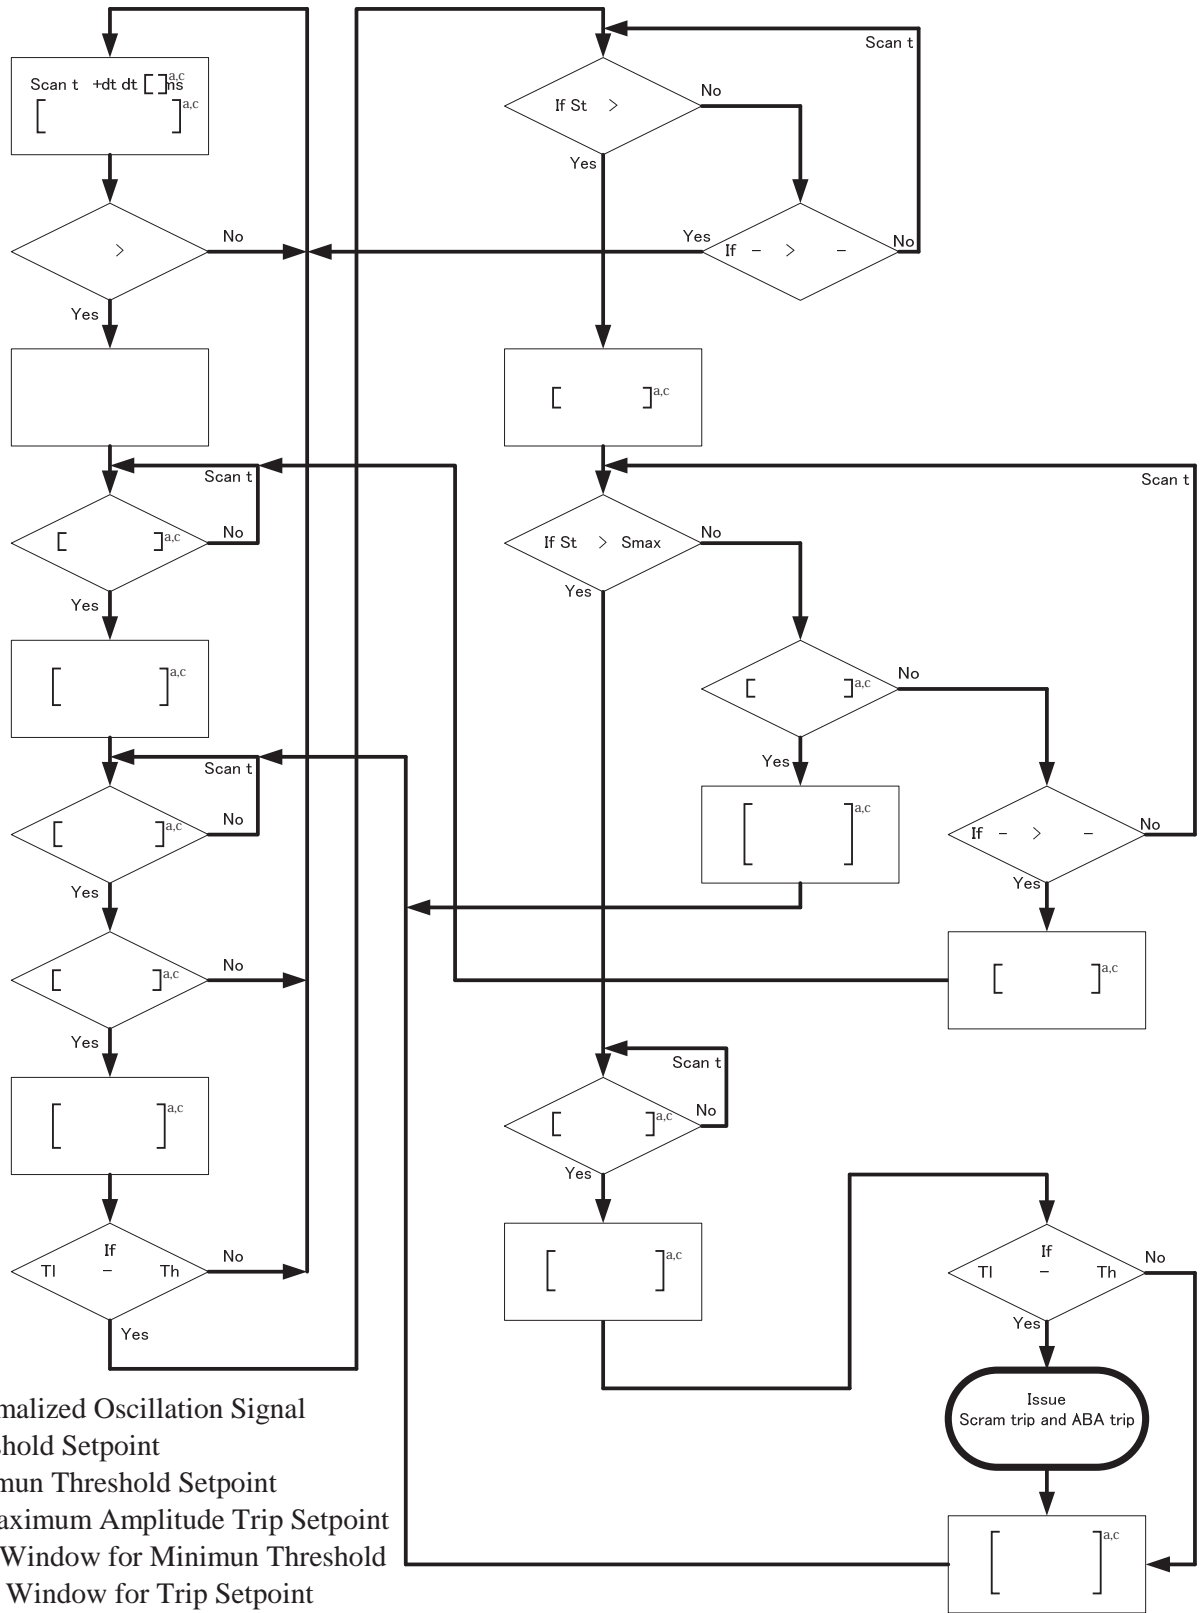 Scan t +dt dt [ ]a,c ms
[ ]a,c
>
No
Yes
[ ]a,c
Scan t
No
Yes
[ ]a,c
Scan t
[ ]a,c
No
Yes
[ ]a,c
No
Yes
[ ]a,c
If
Tl – Th
No
Yes
Scan t
If St >
No
Yes
If – > –
Yes
No
[ ]a,c
Scan t
If St > Smax
No
Yes
[ ]a,c
No
Yes
[ ]a,c
If – > –
No
Yes
[ ]a,c
Scan t
[ ]a,c
No
Yes
[ ]a,c
If
Tl – Th
No
Yes
Issue
Scram trip and ABA trip
[ ]a,c
malized Oscillation Signal
shold Setpoint
mun Threshold Setpoint
aximum Amplitude Trip Setpoint
Window for Minimun Threshold
Window for Trip Setpoint